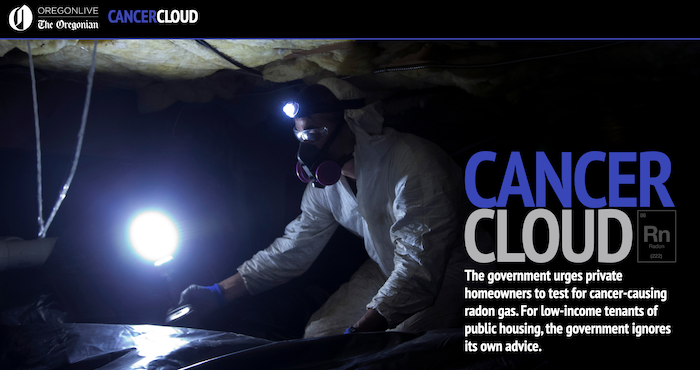 OREGONLIVE
The Oregonian
CANCERCLOUD
CANCER
CLOUD
86
Rn
Radon
(222)
The government urges private
homeowners to test for cancer-causing
radon gas. For low-income tenants of
public housing, the government ignores
its own advice.